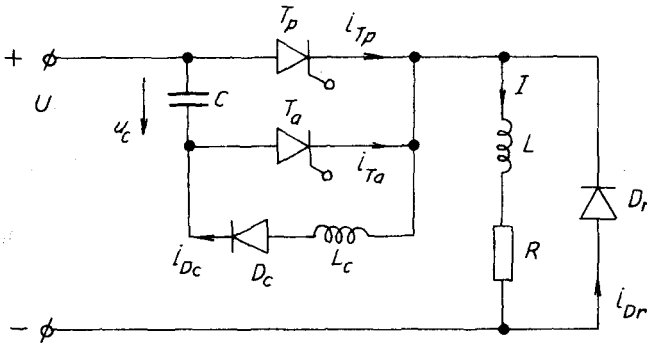 T_p
i_Tp
+
U
u_c
C
T_a
i_Ta
I
L
D_r
i_Dc
D_c
L_c
R
i_Dr
-